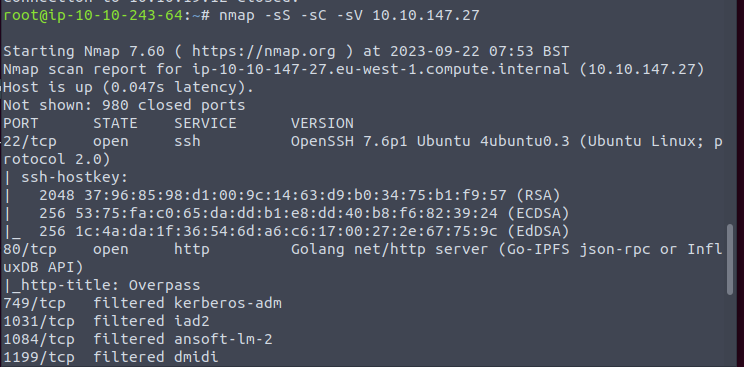 root@ip-10-10-243-64:~# nmap -sS -sC -sV 10.10.147.27
Starting Nmap 7.60 ( https://nmap.org ) at 2023-09-22 07:53 BST
Nmap scan report for ip-10-10-147-27.eu-west-1.compute.internal (10.10.147.27)
Host is up (0.047s latency).
Not shown: 980 closed ports
PORT     STATE    SERVICE      VERSION
22/tcp   open     ssh          OpenSSH 7.6p1 Ubuntu 4ubuntu0.3 (Ubuntu Linux; p
rotocol 2.0)
| ssh-hostkey:
|   2048 37:96:85:98:d1:00:9c:14:63:d9:b0:34:75:b1:f9:57 (RSA)
|   256 53:75:fa:c0:65:da:dd:b1:e8:dd:40:b8:f6:82:39:24 (ECDSA)
|_  256 1c:4a:da:1f:36:54:6d:a6:c6:17:00:27:2e:67:75:9c (EdDSA)
80/tcp   open     http         Golang net/http server (Go-IPFS json-rpc or Infl
uxDB API)
|_http-title: Overpass
749/tcp  filtered kerberos-adm
1031/tcp filtered iad2
1084/tcp filtered ansoft-lm-2
1199/tcp filtered dmidi